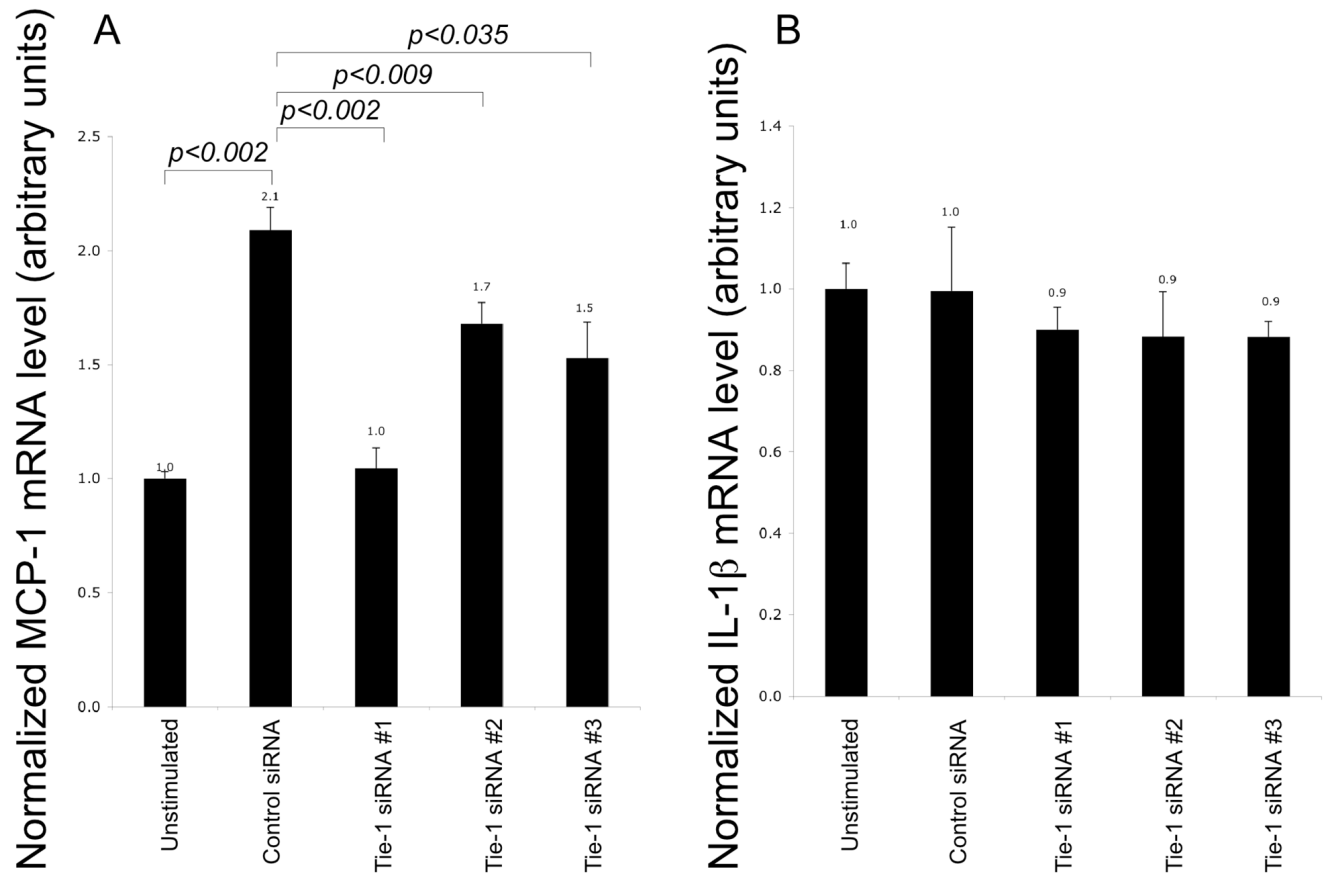 A
p<0.035
p<0.009
p<0.002
p<0.002
Normalized MCP-1 mRNA level (arbitrary units)
2.5
2.0
1.5
1.0
0.5
0.0
1.0
2.1
1.0
1.7
1.5
Unstimulated
Control siRNA
Tie-1 siRNA #1
Tie-1 siRNA #2
Tie-1 siRNA #3
B
Normalized IL-1β mRNA level (arbitrary units)
1.4
1.2
1.0
0.8
0.6
0.4
0.2
0.0
1.0
1.0
0.9
0.9
0.9
Unstimulated
Control siRNA
Tie-1 siRNA #1
Tie-1 siRNA #2
Tie-1 siRNA #3